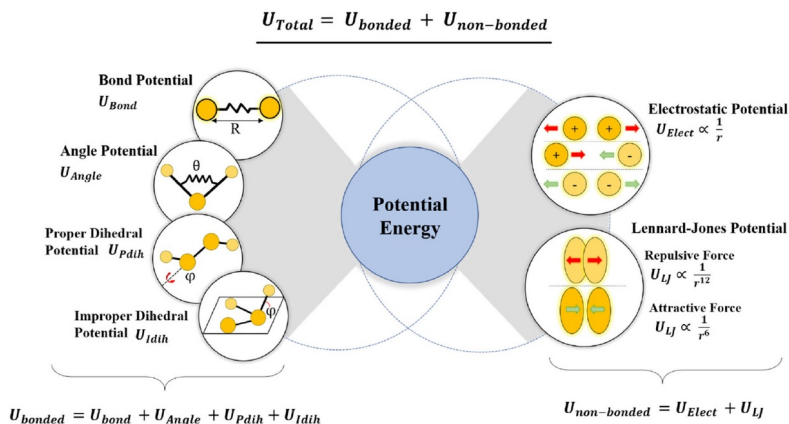 U_Total = U_bonded + U_non-bonded
Bond Potential
U_Bond
R
Angle Potential
U_Angle
θ
Proper Dihedral
Potential U_Pdih
φ
Improper Dihedral
Potential U_Idih
φ
Potential
Energy
Electrostatic Potential
U_Elect ∝ 1/r
+ +
+ -
- -
Lennard-Jones Potential
Repulsive Force
U_LJ ∝ 1/r^12
Attractive Force
U_LJ ∝ 1/r^6
U_bonded = U_bond + U_Angle + U_Pdih + U_Idih
U_non-bonded = U_Elect + U_LJ